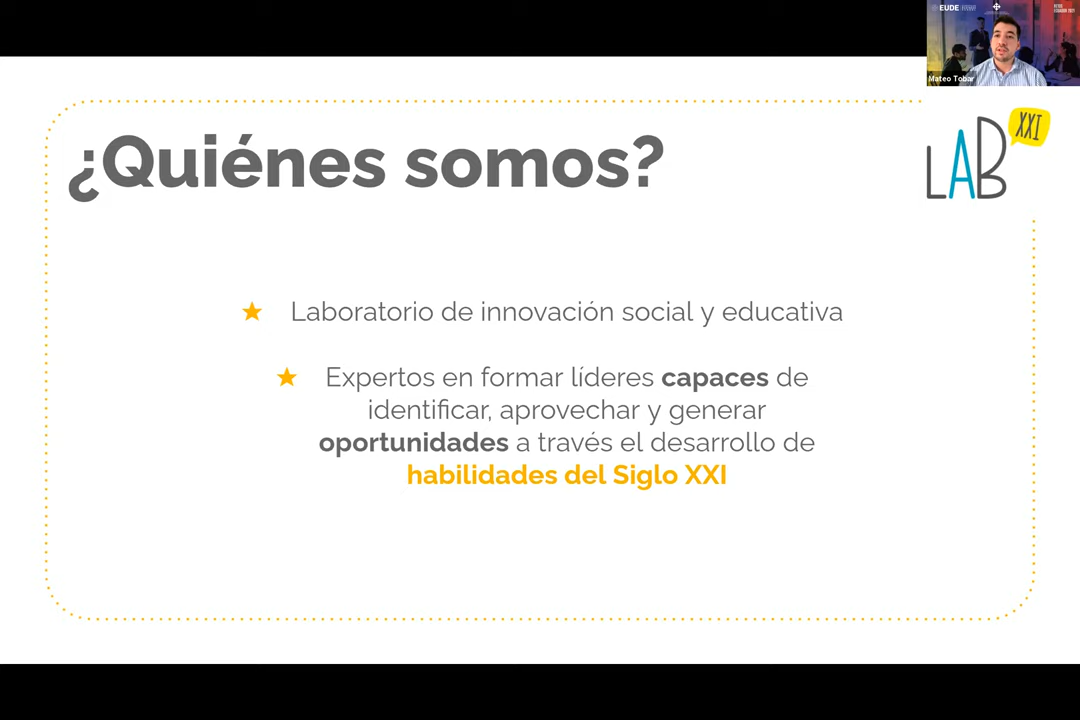 EUDE
Mateo Tobar
¿Quiénes somos?
LAB
XXI
Laboratorio de innovación social y educativa
Expertos en formar líderes capaces de
identificar, aprovechar y generar
oportunidades a través el desarrollo de
habilidades del Siglo XXI